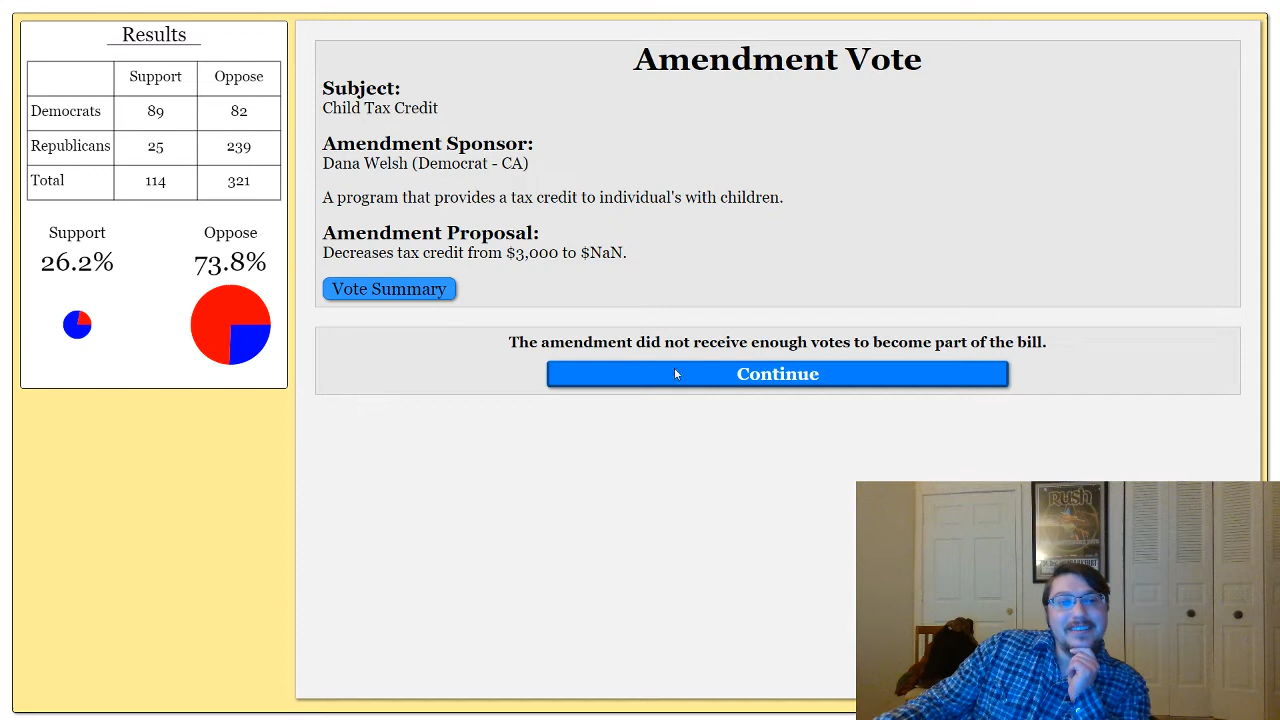 Results
Support Oppose
Democrats 89 82
Republicans 25 239
Total 114 321
Support Oppose
26.2% 73.8%
Amendment Vote
Subject:
Child Tax Credit
Amendment Sponsor:
Dana Welsh (Democrat - CA)
A program that provides a tax credit to individual's with children.
Amendment Proposal:
Decreases tax credit from $3,000 to $NaN.
Vote Summary
The amendment did not receive enough votes to become part of the bill.
Continue
Rush